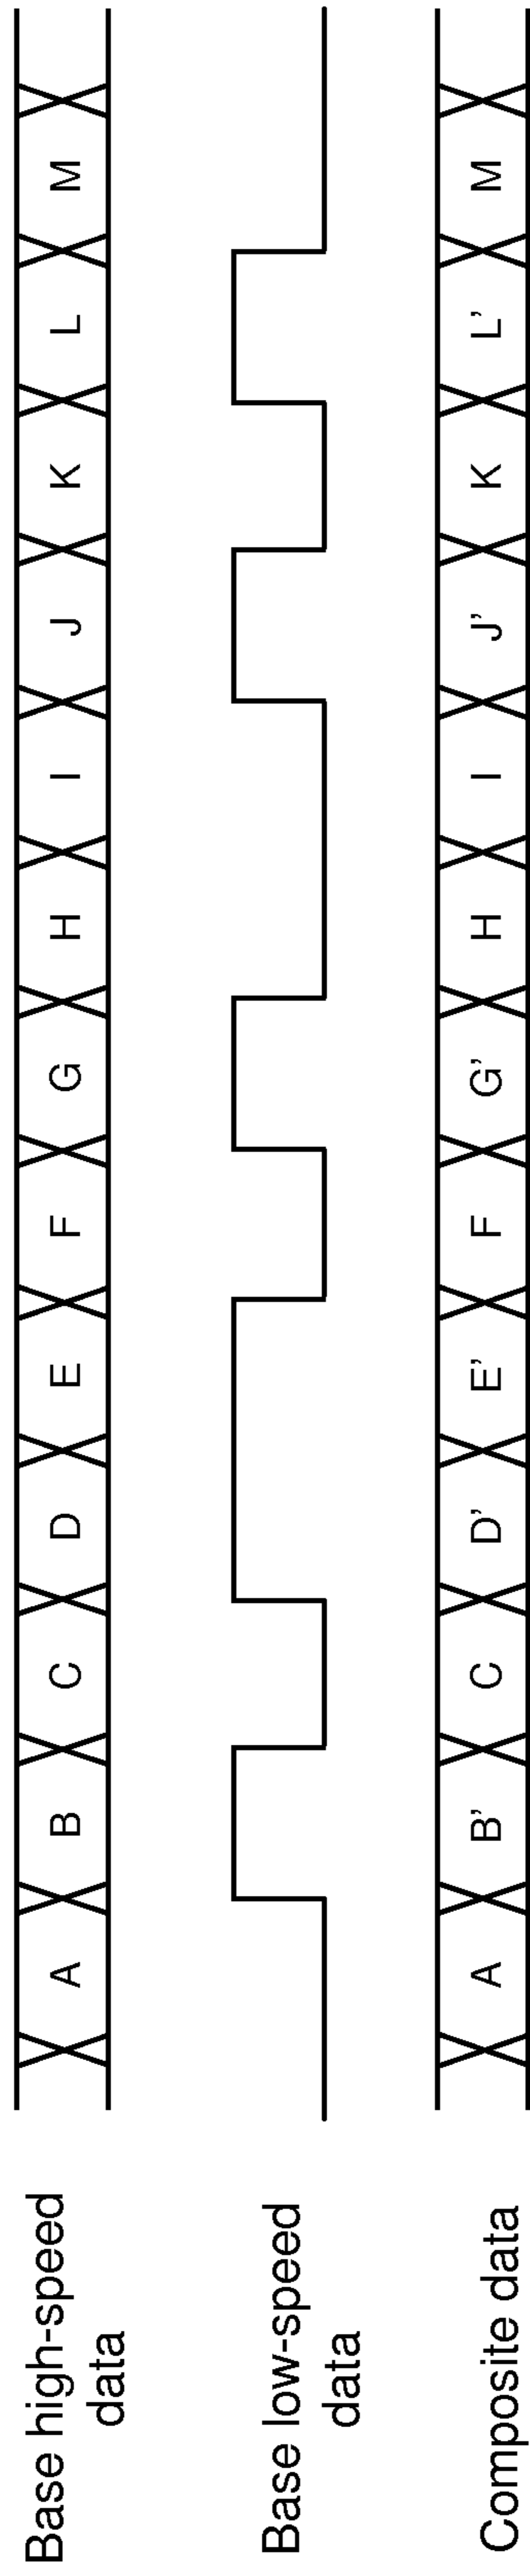 Base high-speed
data
A B C D E F G H I J K L M
Base low-speed
data
Composite data
A B' C D' E' F G' H I J' K L' M